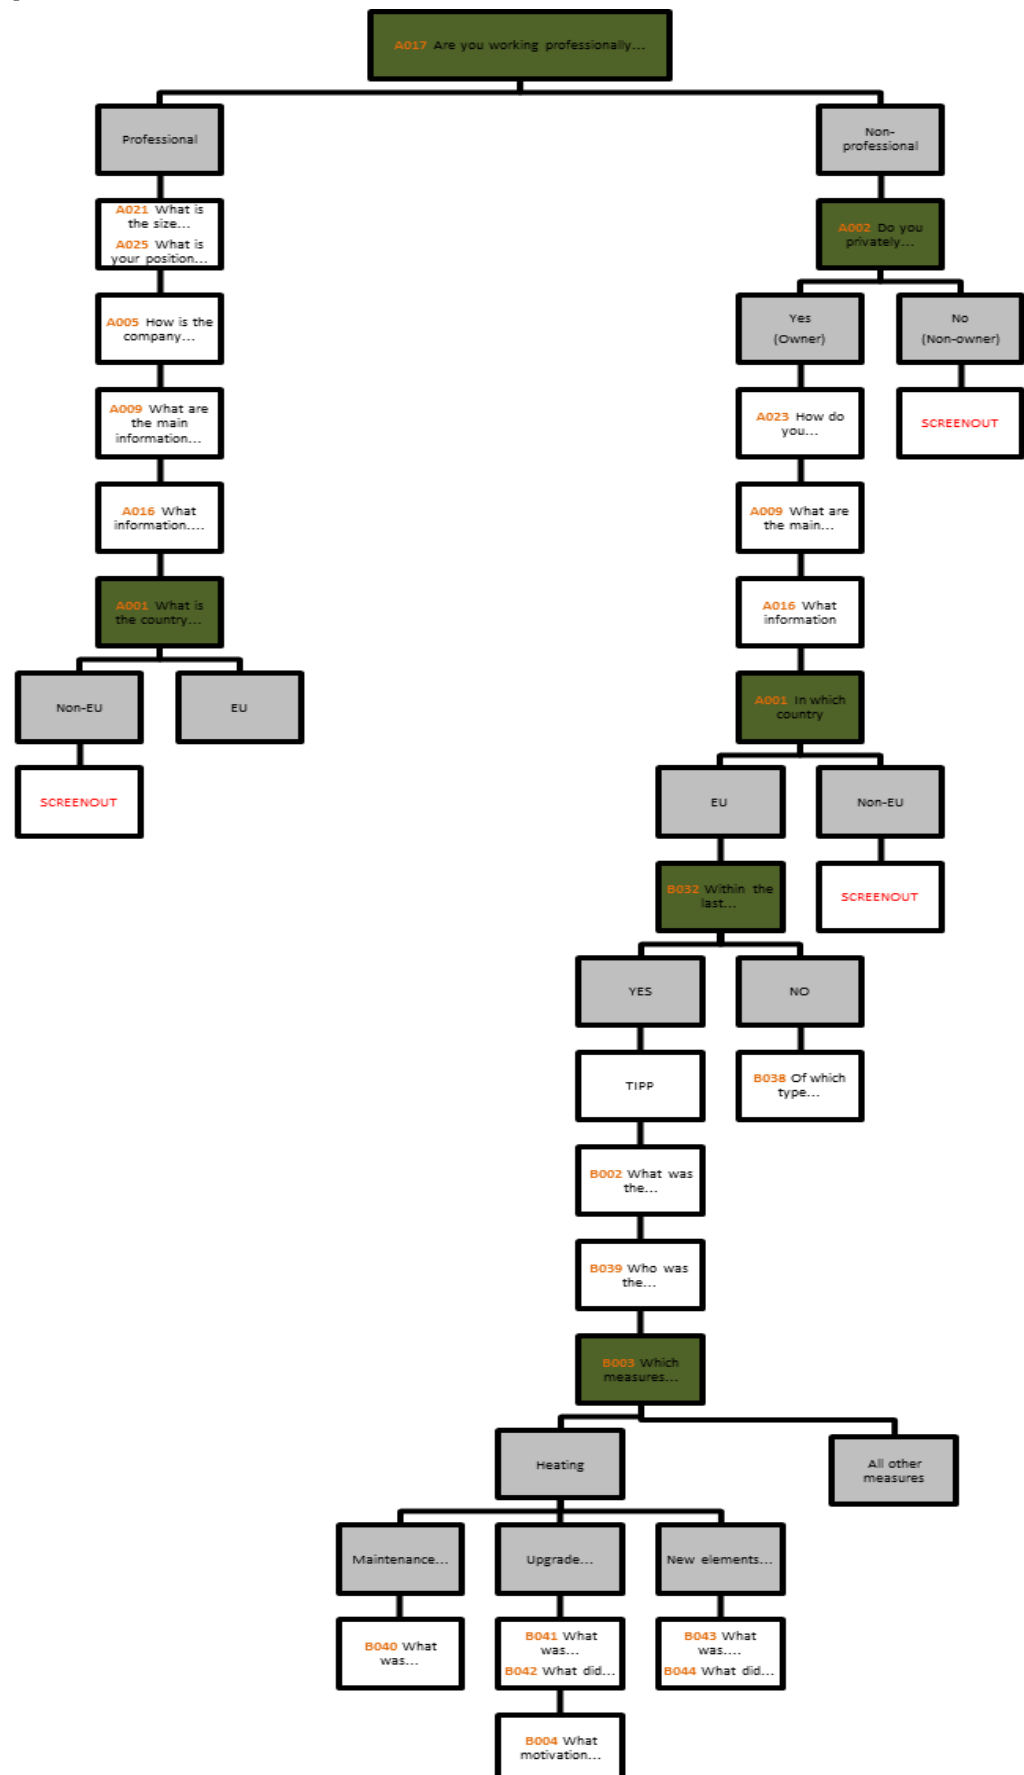 A017 Are you working professionally...
Professional
Non-
professional
A021 What is
the size...
A025 What is
your position...
A002 Do you
privately...
A005 How is the
company...
Yes
(Owner)
No
(Non-owner)
A009 What are
the main
information...
A023 How do
you...
SCREENOUT
A016 What
information....
A009 What are
the main...
A001 What is
the country...
A016 What
information
Non-EU
EU
A001 In which
country
SCREENOUT
EU
Non-EU
B032 Within the
last...
SCREENOUT
YES
NO
TIPP
B038 Of which
type...
B002 What was
the...
B039 Who was
the...
B003 Which
measures...
Heating
All other
measures
Maintenance...
Upgrade...
New elements...
B040 What
was...
B041 What
was...
B042 What did...
B043 What
was....
B044 What did...
B004 What
motivation...